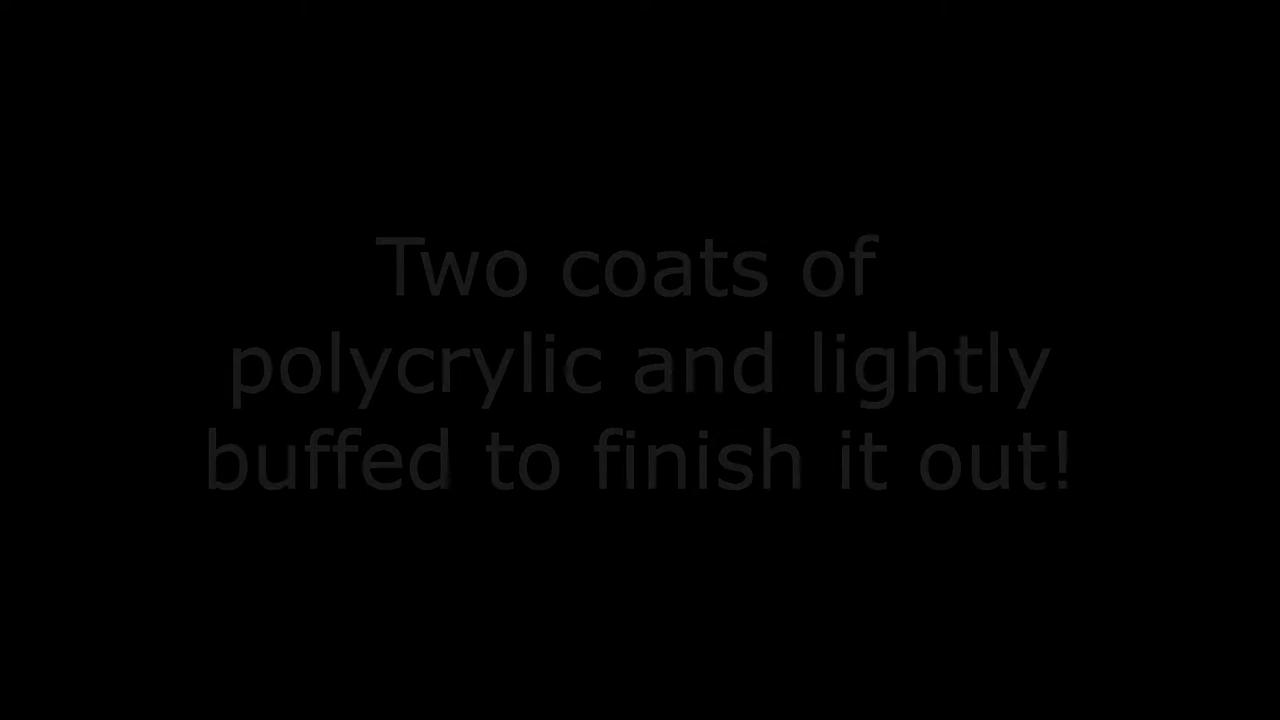 Two coats of
polycrylic and lightly
buffed to finish it out!